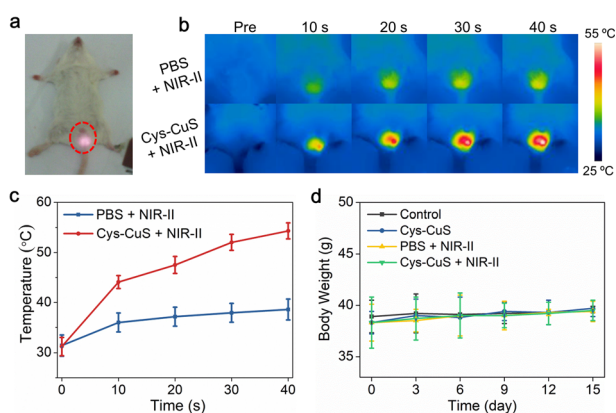 a
b
Pre 10 s 20 s 30 s 40 s
PBS
+ NIR-II
Cys-CuS
+ NIR-II
55 ºC
25 ºC
c
PBS + NIR-II
Cys-CuS + NIR-II
Temperature (°C)
60
50
40
30
0 10 20 30 40
Time (s)
d
Control
Cys-CuS
PBS + NIR-II
Cys-CuS + NIR-II
Body Weight (g)
50
45
40
35
0 3 6 9 12 15
Time (day)